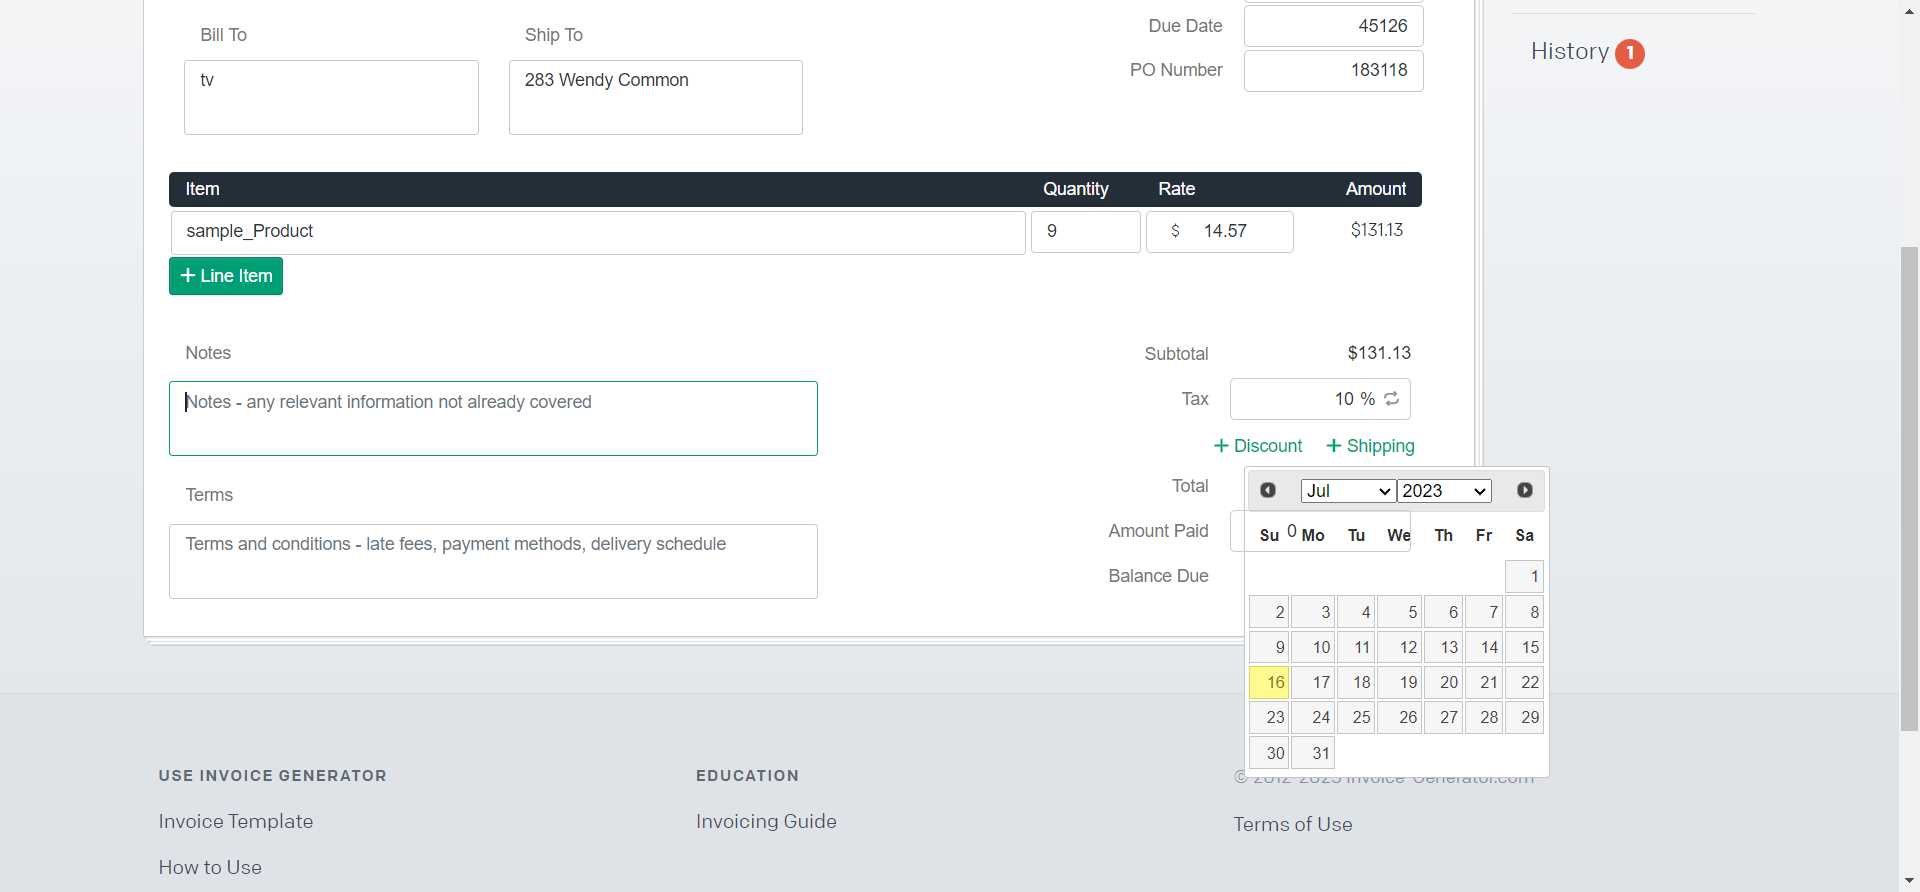 Bill To
Ship To
Due Date 45126
tv
283 Wendy Common
PO Number 183118
History 1
Item Quantity Rate Amount
sample_Product 9 $ 14.57 $131.13
+ Line Item
Notes
Notes - any relevant information not already covered
Subtotal $131.13
Tax 10 %
+ Discount + Shipping
Terms
Terms and conditions - late fees, payment methods, delivery schedule
Total
Amount Paid 0
Balance Due
Jul 2023
Su Mo Tu We Th Fr Sa
1
2 3 4 5 6 7 8
9 10 11 12 13 14 15
16 17 18 19 20 21 22
23 24 25 26 27 28 29
30 31
USE INVOICE GENERATOR
Invoice Template
How to Use
EDUCATION
Invoicing Guide
© 2012-2023 Invoice-Generator.com
Terms of Use